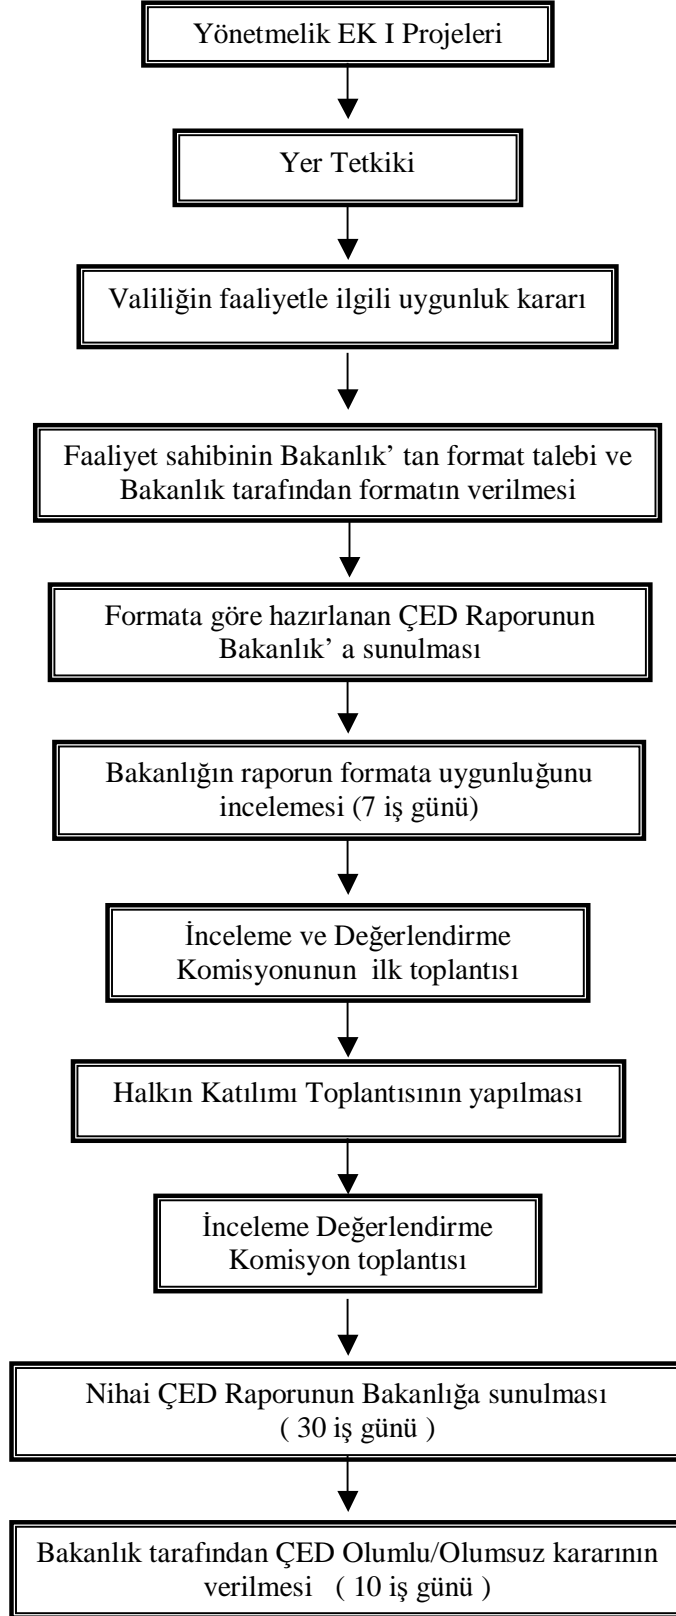 Yönetmelik EK I Projeleri
Yer Tetkiki
Valiliğin faaliyetle ilgili uygunluk kararı
Faaliyet sahibinin Bakanlık’ tan format talebi ve
Bakanlık tarafından formatın verilmesi
Formata göre hazırlanan ÇED Raporunun
Bakanlık’ a sunulması
Bakanlığın raporun formata uygunluğunu
incelemesi (7 iş günü)
İnceleme ve Değerlendirme
Komisyonunun ilk toplantısı
Halkın Katılımı Toplantısının yapılması
İnceleme Değerlendirme
Komisyon toplantısı
Nihai ÇED Raporunun Bakanlığa sunulması
( 30 iş günü )
Bakanlık tarafından ÇED Olumlu/Olumsuz kararının
verilmesi ( 10 iş günü )